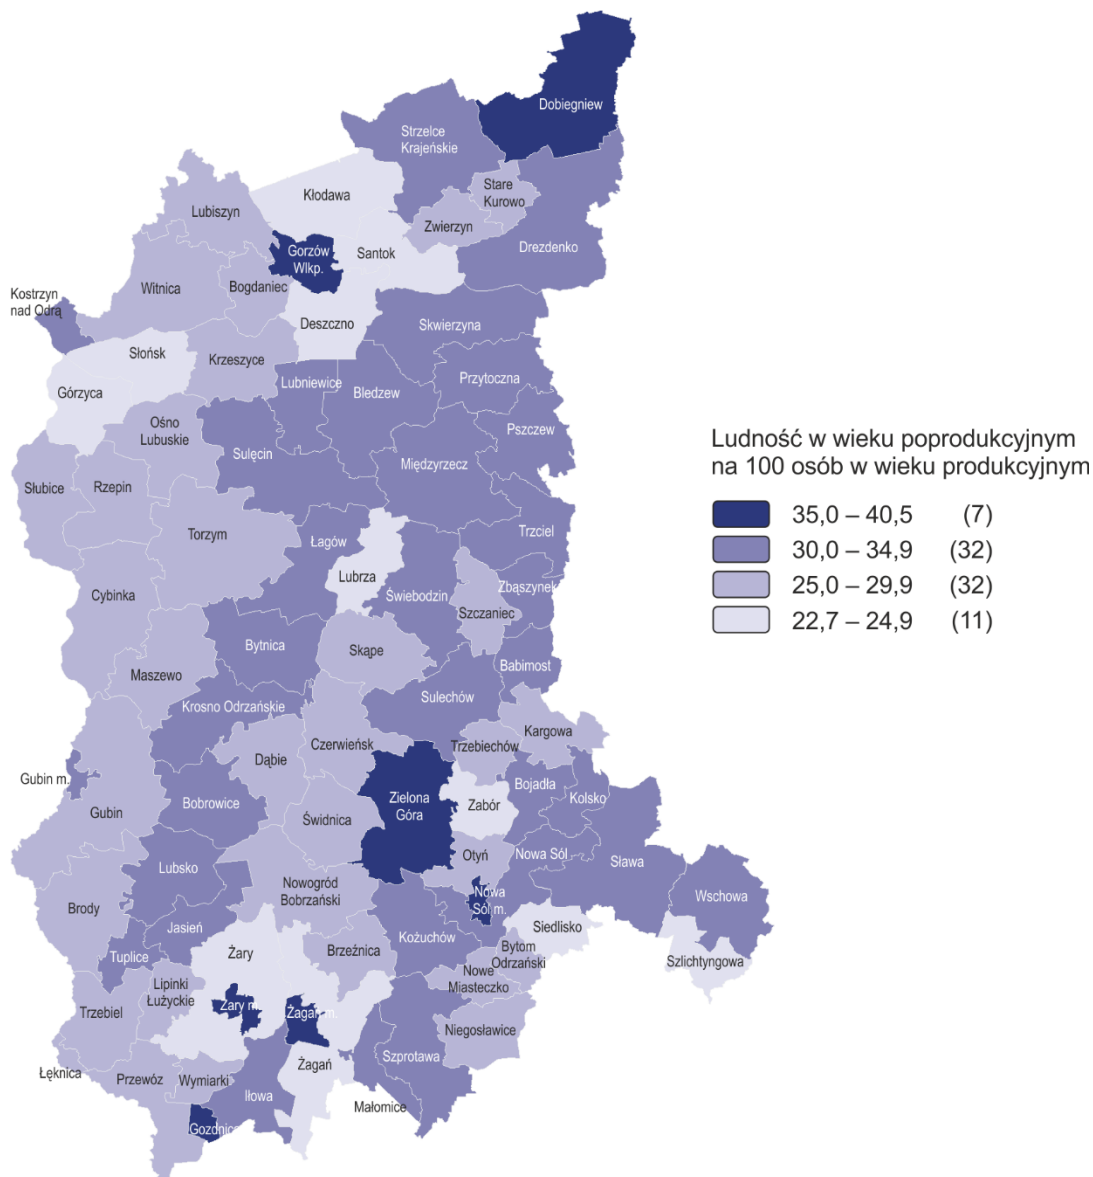 Dobiegniew
Strzelce
Krajeńskie
Stare
Kurowo
Kłodawa
Lubiszyn
Zwierzyn
Drezdenko
Gorzów
Wlkp.
Santok
Witnica
Bogdaniec
Kostrzyn
nad Odrą
Deszczno
Skwierzyna
Słońsk
Krzeszyce
Lubniewice
Bledzew
Przytoczna
Górzyca
Ośno
Lubuskie
Pszczew
Sulęcin
Międzyrzecz
Słubice
Rzepin
Torzym
Łagów
Trzciel
Lubrza
Zbąszynek
Cybinka
Świebodzin
Szczaniec
Bytnica
Skąpe
Babimost
Maszewo
Sulechów
Krosno Odrzańskie
Kargowa
Czerwieńsk
Trzebiechów
Dąbie
Gubin m.
Bojadła
Zielona
Góra
Zabór
Kolsko
Bobrowice
Gubin
Świdnica
Otyń
Nowa Sól
Sława
Lubsko
Nowogród
Bobrzański
Nowa
Sól m.
Wschowa
Brody
Jasień
Kożuchów
Siedlisko
Żary
Brzeźnica
Bytom
Odrzański
Tuplice
Szlichtyngowa
Lipinki
Łużyckie
Nowe
Miasteczko
Trzebiel
Żary m.
Żagań m.
Niegosławice
Szprotawa
Żagań
Łęknica
Przewóz
Wymiarki
Iłowa
Małomice
Gozdnica
Ludność w wieku poprodukcyjnym
na 100 osób w wieku produkcyjnym
35,0 – 40,5 (7)
30,0 – 34,9 (32)
25,0 – 29,9 (32)
22,7 – 24,9 (11)